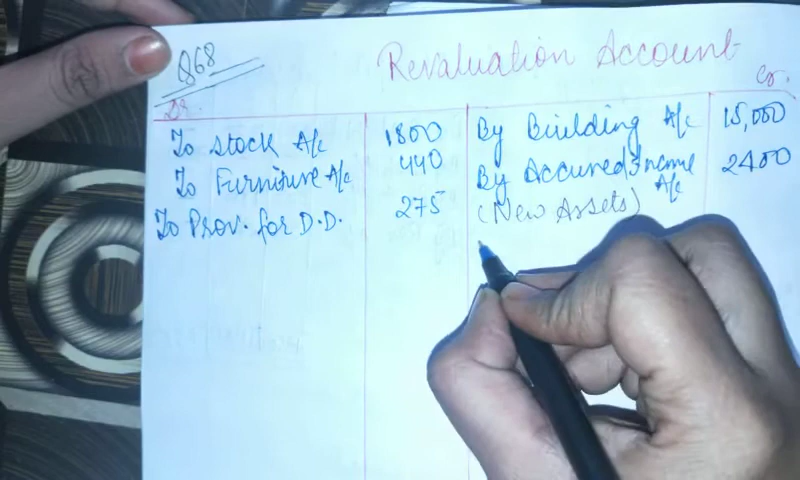 Q68
Revaluation Account
Dr.
Cr.
To Stock A/c 1800 By Building A/c 15,000
To Furniture A/c 440 By Accured Income A/c 2400
To Prov. for D.D. 275 (New Assets)